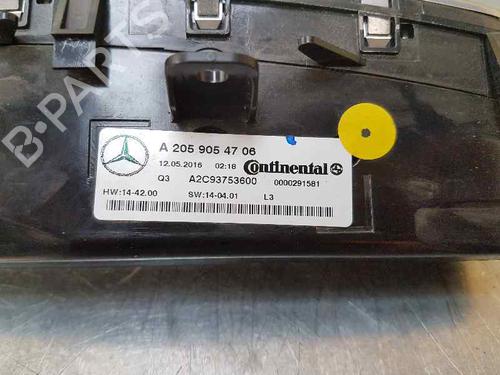 B-PARTS
A 205 905 47 06
12.05.2016 02:18 Continental
Q3 A2C93753600 0000291581
HW:14-42.00 SW:14-04.01 L3